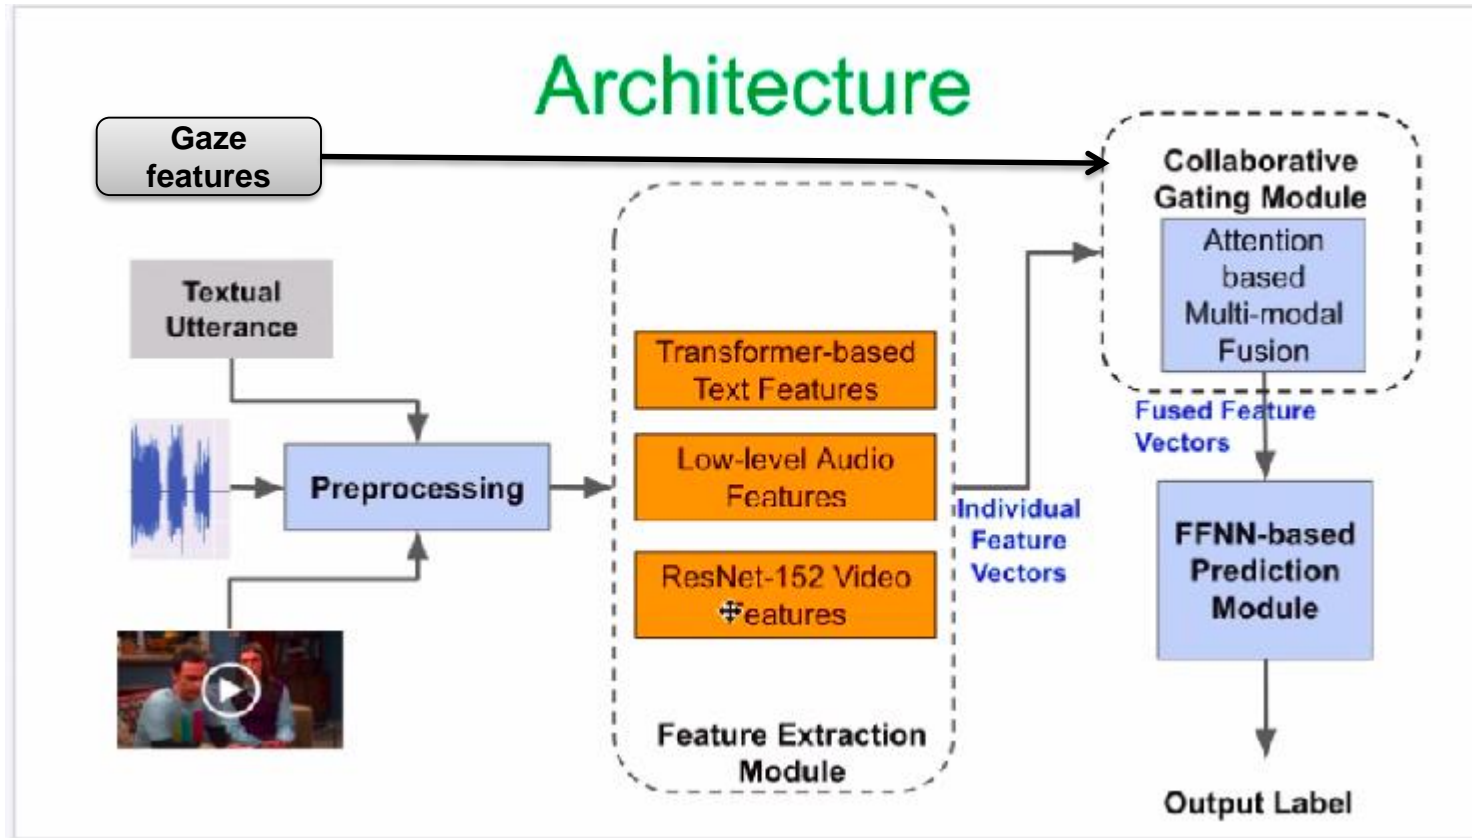 Architecture
Gaze
features
Textual
Utterance
Preprocessing
Transformer-based
Text Features
Low-level Audio
Features
ResNet-152 Video
Features
Feature Extraction
Module
Individual
Feature
Vectors
Collaborative
Gating Module
Attention
based
Multi-modal
Fusion
Fused Feature
Vectors
FFNN-based
Prediction
Module
Output Label